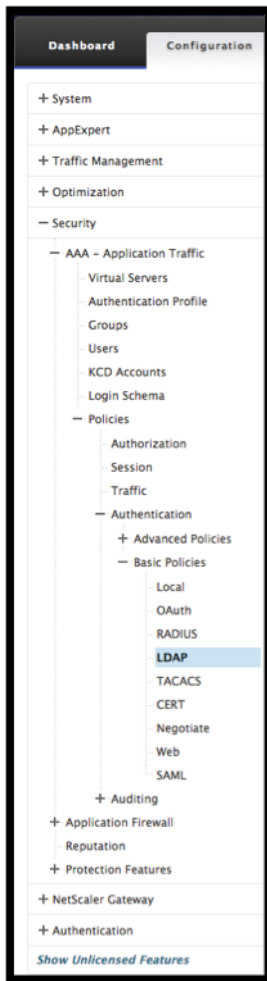 Dashboard Configuration
+ System
+ AppExpert
+ Traffic Management
+ Optimization
− Security
− AAA – Application Traffic
Virtual Servers
Authentication Profile
Groups
Users
KCD Accounts
Login Schema
− Policies
Authorization
Session
Traffic
− Authentication
+ Advanced Policies
− Basic Policies
Local
OAuth
RADIUS
LDAP
TACACS
CERT
Negotiate
Web
SAML
+ Auditing
+ Application Firewall
Reputation
+ Protection Features
+ NetScaler Gateway
+ Authentication
Show Unlicensed Features